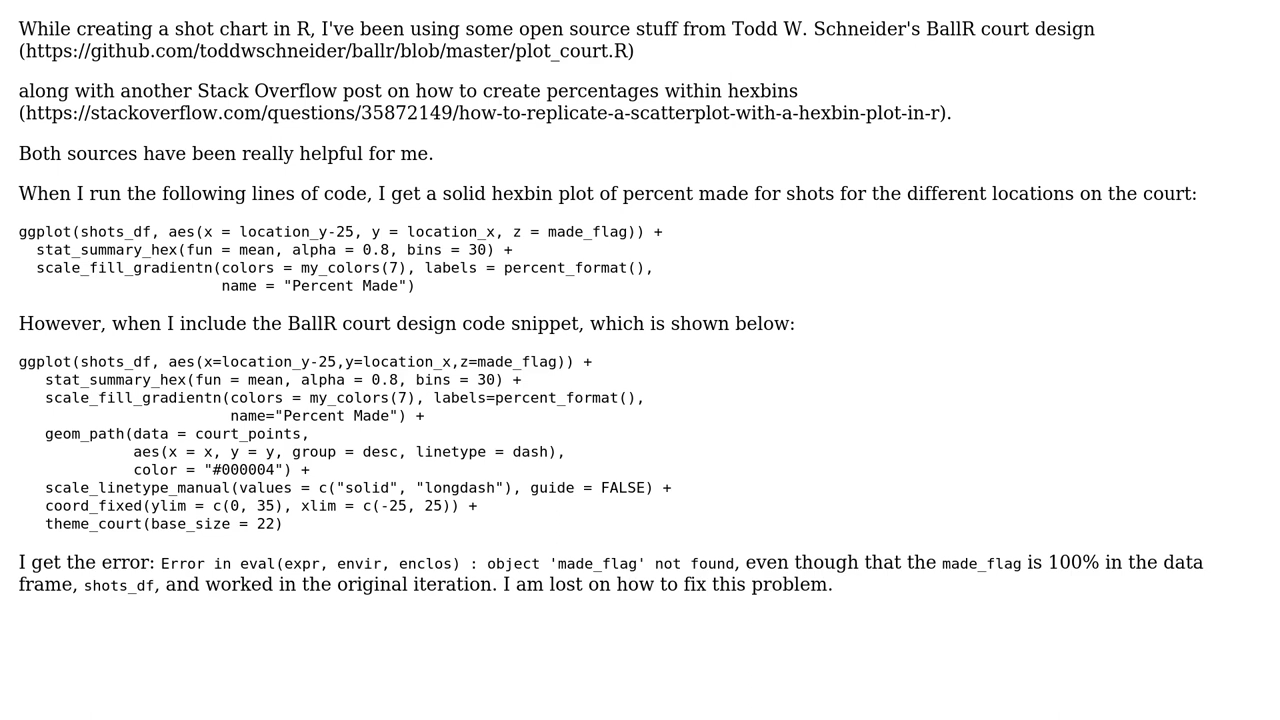 While creating a shot chart in R, I've been using some open source stuff from Todd W. Schneider's BallR court design
(https://github.com/toddwschneider/ballr/blob/master/plot_court.R)
along with another Stack Overflow post on how to create percentages within hexbins
(https://stackoverflow.com/questions/35872149/how-to-replicate-a-scatterplot-with-a-hexbin-plot-in-r).
Both sources have been really helpful for me.
When I run the following lines of code, I get a solid hexbin plot of percent made for shots for the different locations on the court:
ggplot(shots_df, aes(x = location_y-25, y = location_x, z = made_flag)) +
  stat_summary_hex(fun = mean, alpha = 0.8, bins = 30) +
  scale_fill_gradientn(colors = my_colors(7), labels = percent_format(),
                       name = "Percent Made")
However, when I include the BallR court design code snippet, which is shown below:
ggplot(shots_df, aes(x=location_y-25,y=location_x,z=made_flag)) +
   stat_summary_hex(fun = mean, alpha = 0.8, bins = 30) +
   scale_fill_gradientn(colors = my_colors(7), labels=percent_format(),
                        name="Percent Made") +
   geom_path(data = court_points,
             aes(x = x, y = y, group = desc, linetype = dash),
             color = "#000004") +
   scale_linetype_manual(values = c("solid", "longdash"), guide = FALSE) +
   coord_fixed(ylim = c(0, 35), xlim = c(-25, 25)) +
   theme_court(base_size = 22)
I get the error: Error in eval(expr, envir, enclos) : object 'made_flag' not found, even though that the made_flag is 100% in the data
frame, shots_df, and worked in the original iteration. I am lost on how to fix this problem.